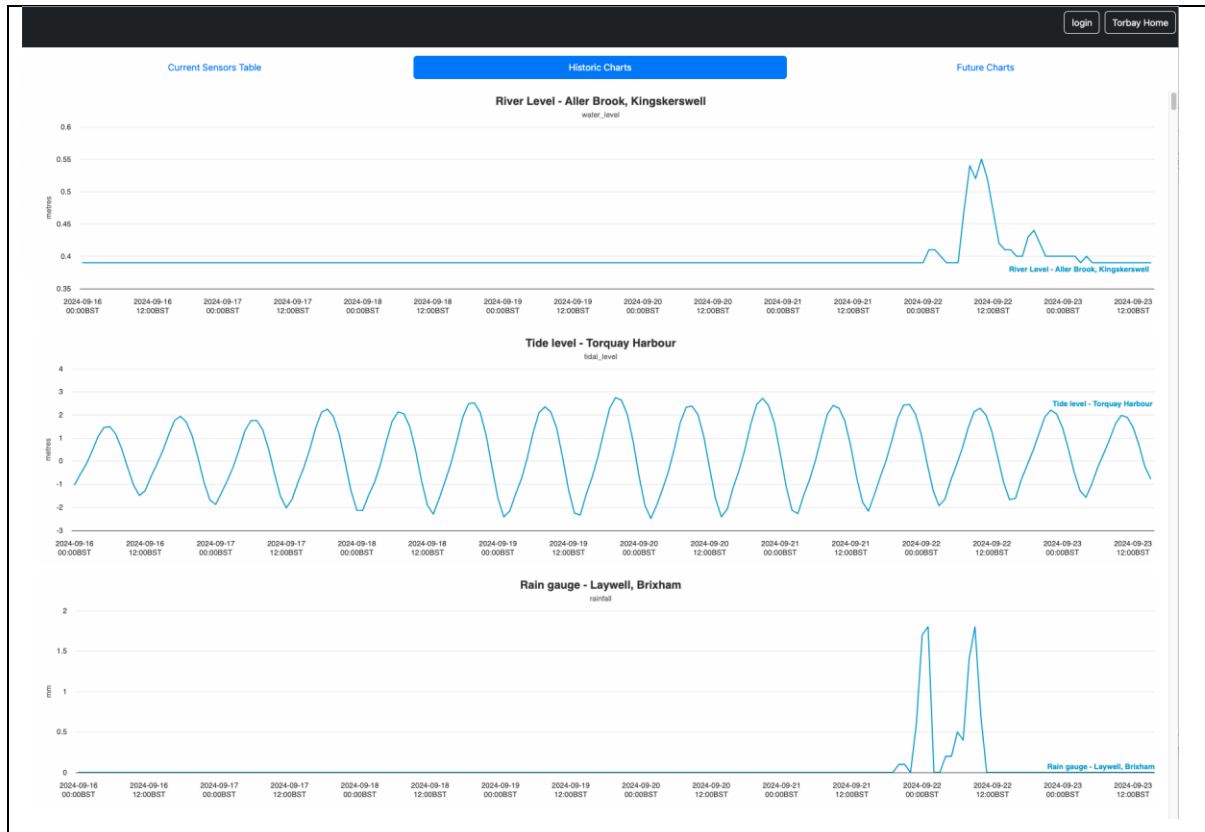 login Torbay Home
Current Sensors Table Historic Charts Future Charts
River Level - Aller Brook, Kingskerswell
water_level
0.6
0.55
0.5
0.45
0.4
0.35
metres
River Level - Aller Brook, Kingskerswell
2024-09-16 2024-09-16 2024-09-17 2024-09-17 2024-09-18 2024-09-18 2024-09-19 2024-09-19 2024-09-20 2024-09-20 2024-09-21 2024-09-21 2024-09-22 2024-09-22 2024-09-23 2024-09-23
00:00BST 12:00BST 00:00BST 12:00BST 00:00BST 12:00BST 00:00BST 12:00BST 00:00BST 12:00BST 00:00BST 12:00BST 00:00BST 12:00BST 00:00BST 12:00BST
Tide level - Torquay Harbour
tidal_level
4
3
2
1
0
-1
-2
-3
metres
Tide level - Torquay Harbour
2024-09-16 2024-09-16 2024-09-17 2024-09-17 2024-09-18 2024-09-18 2024-09-19 2024-09-19 2024-09-20 2024-09-20 2024-09-21 2024-09-21 2024-09-22 2024-09-22 2024-09-23 2024-09-23
00:00BST 12:00BST 00:00BST 12:00BST 00:00BST 12:00BST 00:00BST 12:00BST 00:00BST 12:00BST 00:00BST 12:00BST 00:00BST 12:00BST 00:00BST 12:00BST
Rain gauge - Laywell, Brixham
rainfall
2
1.5
1
0.5
0
mm
Rain gauge - Laywell, Brixham
2024-09-16 2024-09-16 2024-09-17 2024-09-17 2024-09-18 2024-09-18 2024-09-19 2024-09-19 2024-09-20 2024-09-20 2024-09-21 2024-09-21 2024-09-22 2024-09-22 2024-09-23 2024-09-23
00:00BST 12:00BST 00:00BST 12:00BST 00:00BST 12:00BST 00:00BST 12:00BST 00:00BST 12:00BST 00:00BST 12:00BST 00:00BST 12:00BST 00:00BST 12:00BST